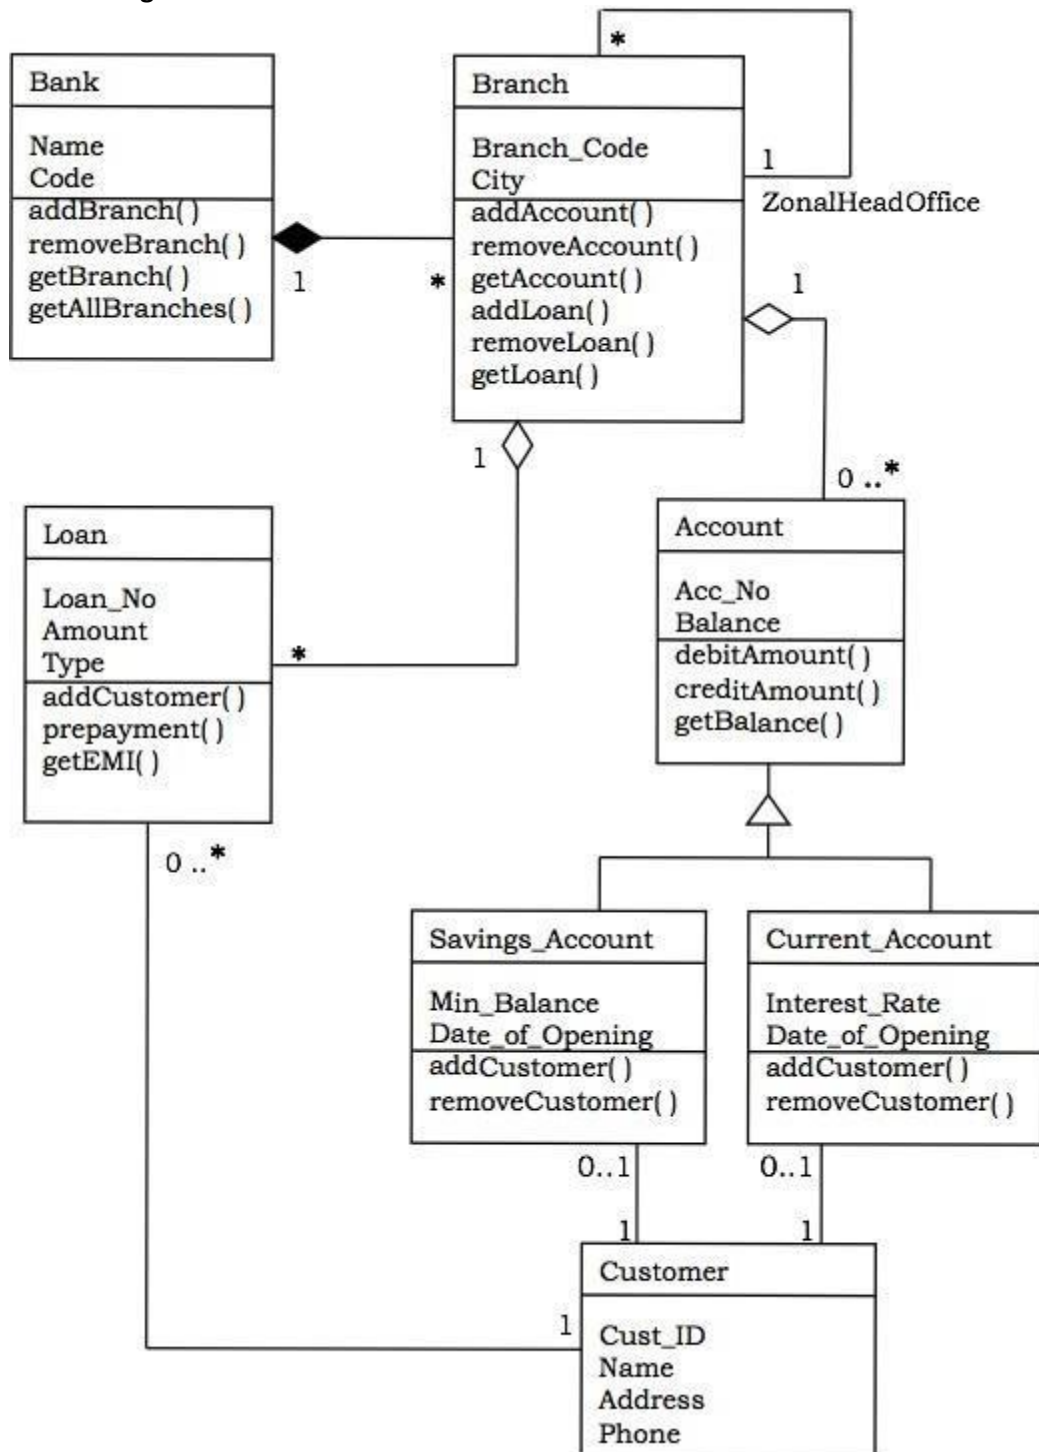 Bank
Name
Code
addBranch( )
removeBranch( )
getBranch( )
getAllBranches( )
1
*
Branch
Branch_Code
City
addAccount( )
removeAccount( )
getAccount( )
addLoan( )
removeLoan( )
getLoan( )
*
1
ZonalHeadOffice
1
0 ..*
1
*
Loan
Loan_No
Amount
Type
addCustomer( )
prepayment( )
getEMI( )
0 ..*
Account
Acc_No
Balance
debitAmount( )
creditAmount( )
getBalance( )
Savings_Account
Min_Balance
Date_of_Opening
addCustomer( )
removeCustomer( )
0..1
1
Current_Account
Interest_Rate
Date_of_Opening
addCustomer( )
removeCustomer( )
0..1
1
1
Customer
Cust_ID
Name
Address
Phone